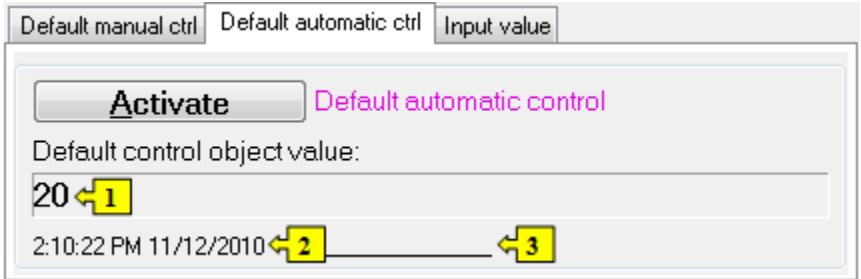 Default manual ctrl Default automatic ctrl Input value
Activate Default automatic control
Default control object value:
20 1
2:10:22 PM 11/12/2010 2 ____________ 3